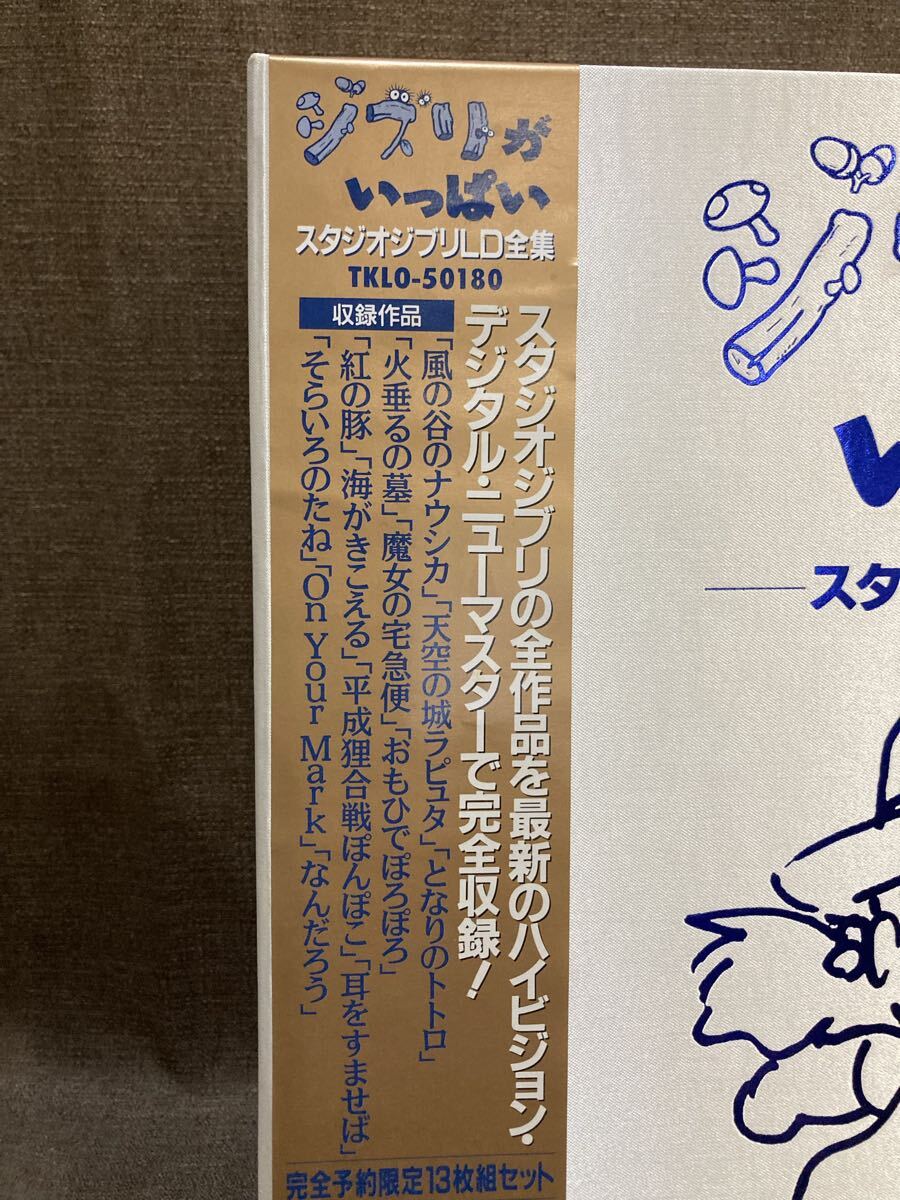 ジブリが
いっぱい
スタジオジブリLD全集
TKLO-50180
スタジオジブリの全作品を最新のハイビジョン・
デジタル・ニューマスターで完全収録!
収録作品
「風の谷のナウシカ」「天空の城ラピュタ」「となりのトトロ」
「火垂るの墓」「魔女の宅急便」「おもひでぽろぽろ」
「紅の豚」「海がきこえる」「平成狸合戦ぽんぽこ」「耳をすませば」
「そらいろのたね」「On Your Mark」「なんだろう」
完全予約限定13枚組セット
ジ
い
スタ